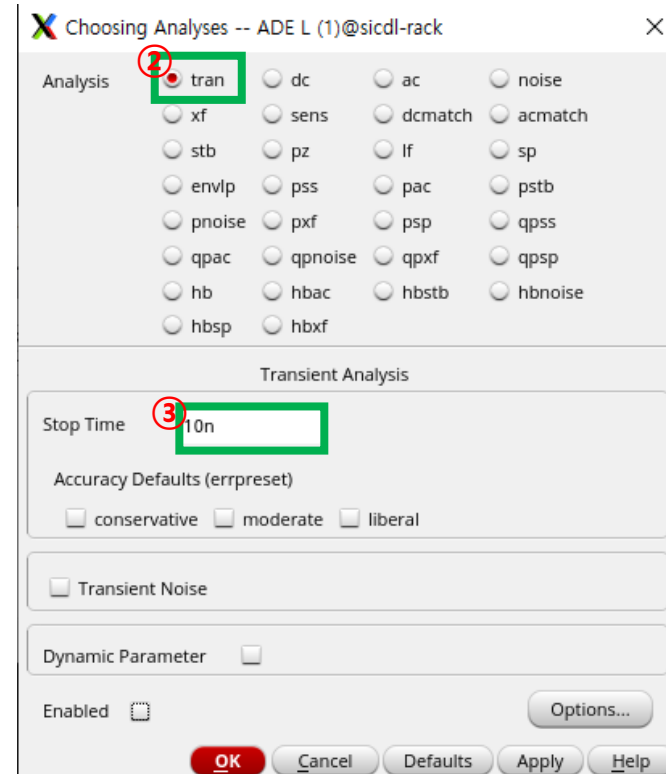 Choosing Analyses -- ADE L (1)@sicdl-rack
Analysis ② tran dc ac noise
xf sens dcmatch acmatch
stb pz lf sp
envlp pss pac pstb
pnoise pxf psp qpss
qpac qpnoise qpxf qpsp
hb hbac hbstb hbnoise
hbsp hbxf
Transient Analysis
Stop Time ③ 10n
Accuracy Defaults (errpreset)
conservative moderate liberal
Transient Noise
Dynamic Parameter
Enabled Options...
OK Cancel Defaults Apply Help